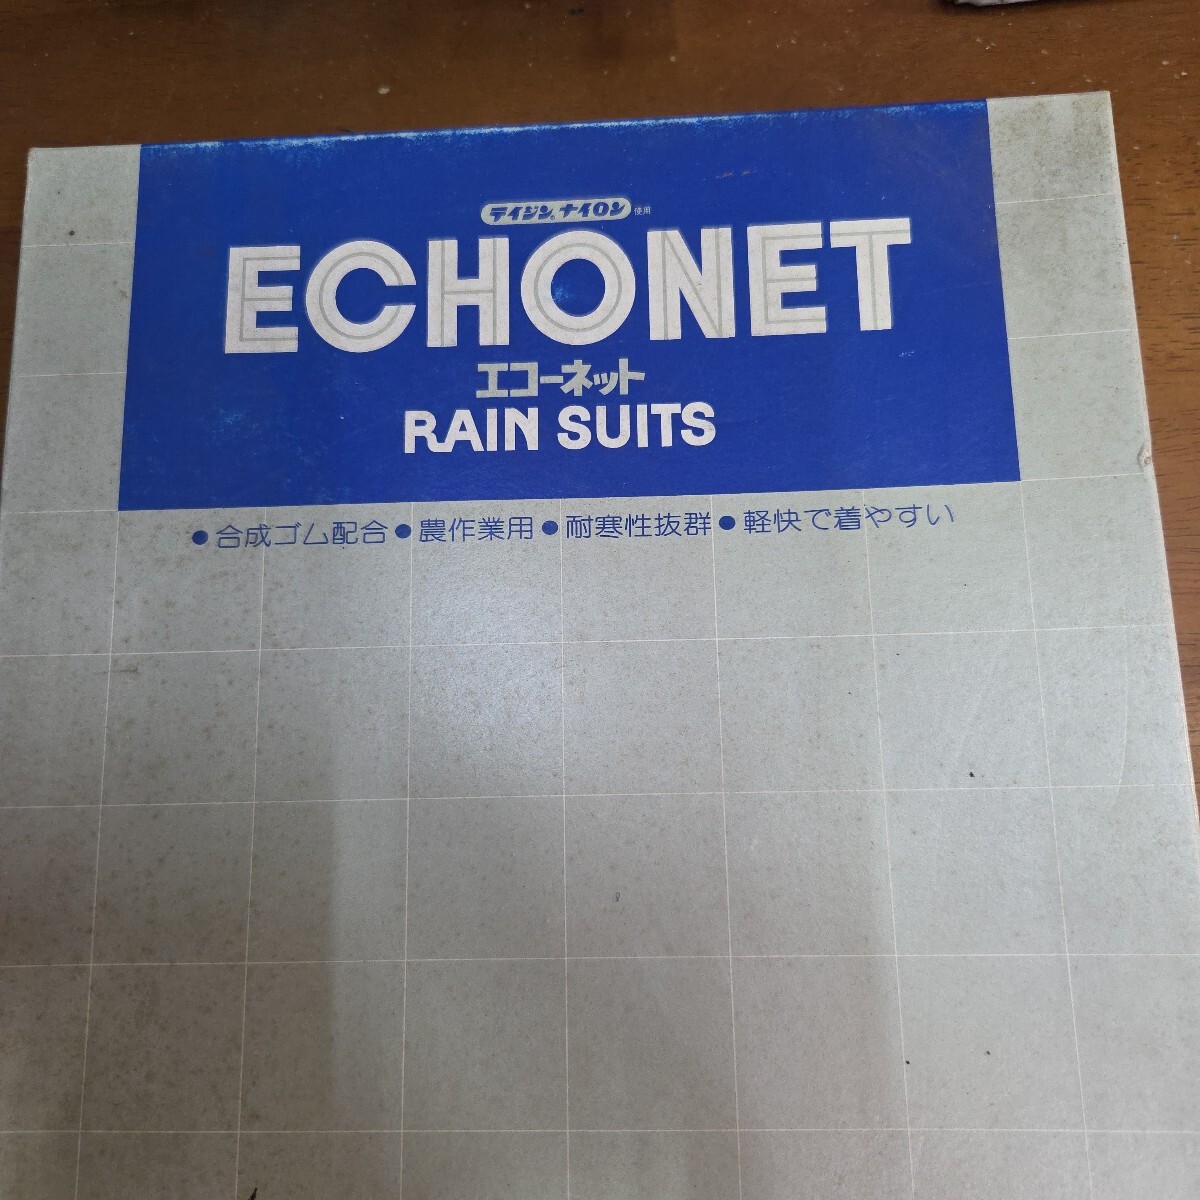 テイジン®ナイロン 使用
ECHONET
エコーネット
RAIN SUITS
●合成ゴム配合●農作業用●耐寒性抜群●軽快で着やすい